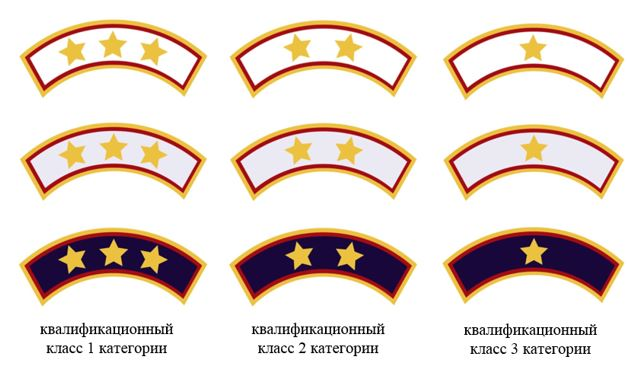 квалификационный
класс 1 категории
квалификационный
класс 2 категории
квалификационный
класс 3 категории